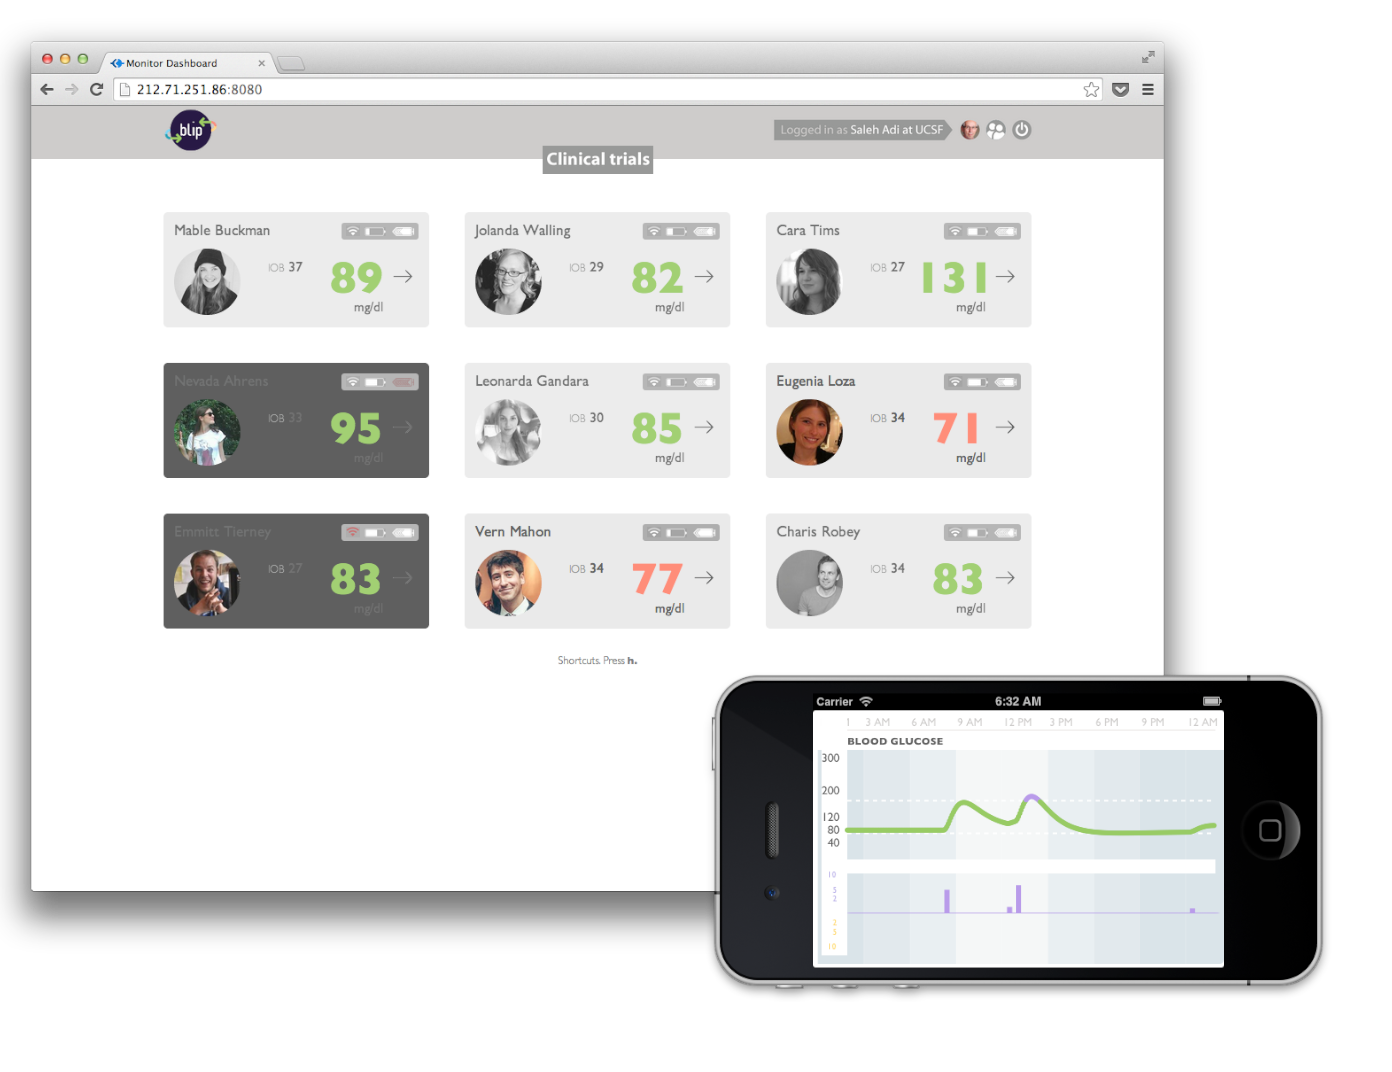 Monitor Dashboard
212.71.251.86:8080
blip
Logged in as Saleh Adi at UCSF
Clinical trials
Mable Buckman
IOB 37
89
mg/dl
Jolanda Walling
IOB 29
82
mg/dl
Cara Tims
IOB 27
131
mg/dl
Nevada Ahrens
IOB 33
95
mg/dl
Leonarda Gandara
IOB 30
85
mg/dl
Eugenia Loza
IOB 34
71
mg/dl
Emmitt Tierney
IOB 27
83
mg/dl
Vern Mahon
IOB 34
77
mg/dl
Charis Robey
IOB 34
83
mg/dl
Shortcuts. Press h.
Carrier 6:32 AM
1 3 AM 6 AM 9 AM 12 PM 3 PM 6 PM 9 PM 12 AM
BLOOD GLUCOSE
300
200
120
80
40
10
5
2
2
5
10